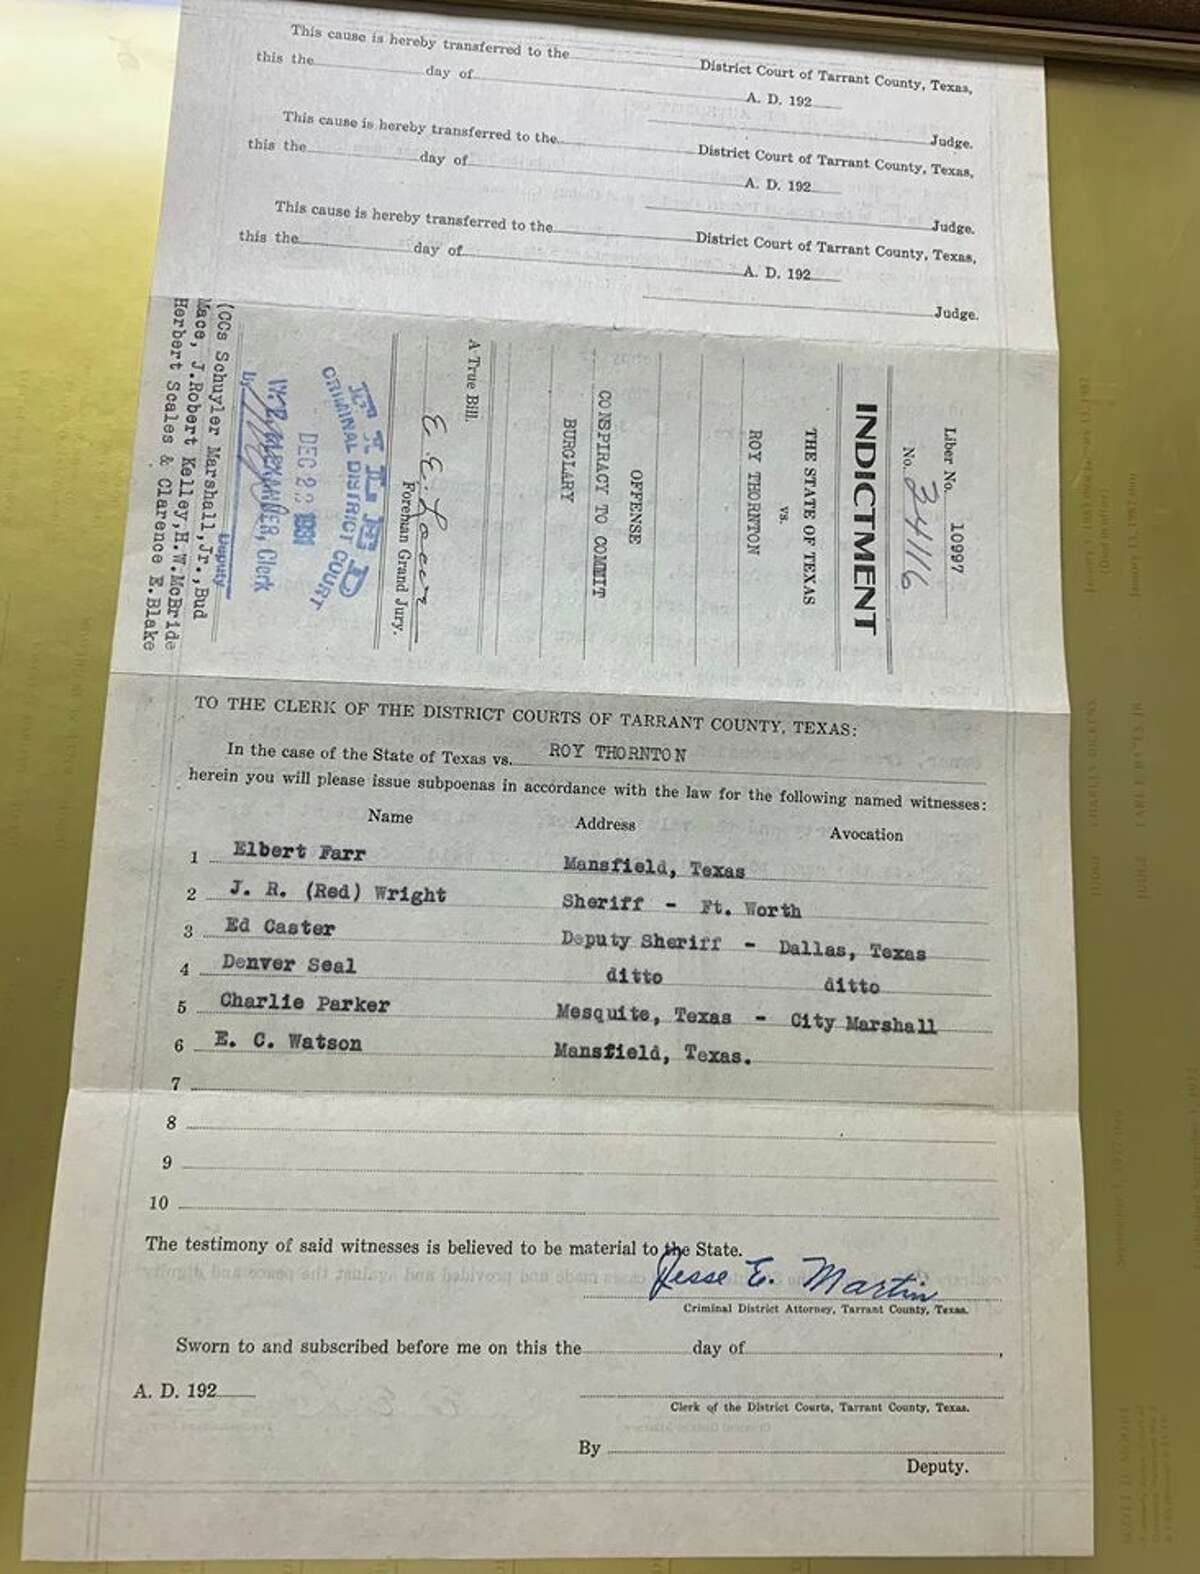 This cause is hereby transferred to the District Court of Tarrant County, Texas,
this the day of A. D. 192
Judge.
This cause is hereby transferred to the District Court of Tarrant County, Texas,
this the day of A. D. 192
Judge.
This cause is hereby transferred to the District Court of Tarrant County, Texas,
this the day of A. D. 192
Judge.
Liber No. 10997
No. 34116
INDICTMENT
THE STATE OF TEXAS
vs.
ROY THORNTON
OFFENSE
CONSPIRACY TO COMMIT
BURGLARY
A True Bill.
E. E.
Foreman Grand Jury.
FILED
CRIMINAL DISTRICT COURT
DEC 1931
Clerk
by Deputy
(CCs Schuyler Marshall,Jr.,Bud
Mace, J.Robert Kelley,H.W.McBride
Herbert Scales & Clarence E.Blake
TO THE CLERK OF THE DISTRICT COURTS OF TARRANT COUNTY, TEXAS:
In the case of the State of Texas vs. ROY THORNTON
herein you will please issue subpoenas in accordance with the law for the following named witnesses:
Name Address Avocation
1 Elbert Farr Mansfield, Texas
2 J. R. (Red) Wright Sheriff - Ft. Worth
3 Ed Caster Deputy Sheriff - Dallas, Texas
4 Denver Seal ditto ditto
5 Charlie Parker Mesquite, Texas - City Marshall
6 E. C. Watson Mansfield, Texas.
7
8
9
10
The testimony of said witnesses is believed to be material to the State.
Jesse E. Martin
Criminal District Attorney, Tarrant County, Texas.
Sworn to and subscribed before me on this the day of ,
A. D. 192
Clerk of the District Courts, Tarrant County, Texas.
By
Deputy.